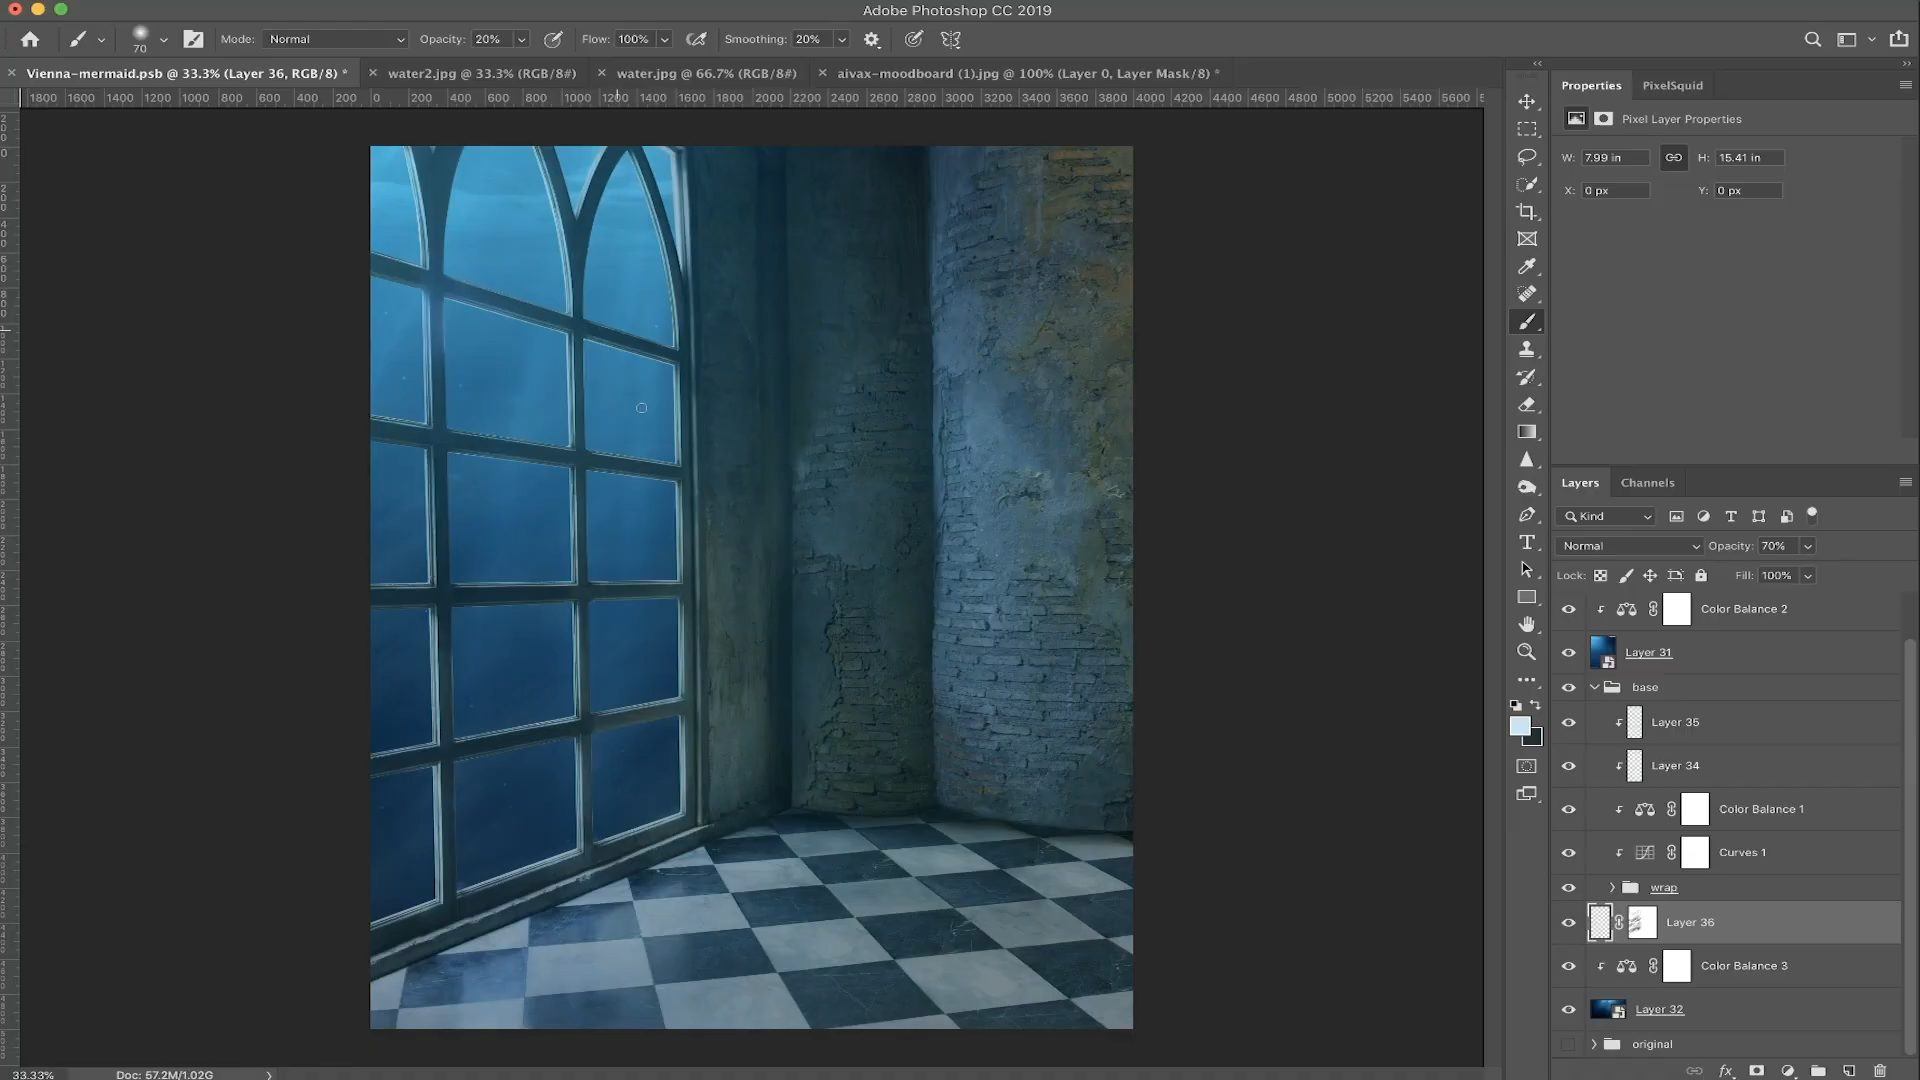 Adobe Photoshop CC 2019
70 Mode: Normal Opacity: 20% Flow: 100% Smoothing: 20%
Vienna-mermaid.psb @ 33.3% (Layer 36, RGB/8) * water2.jpg @ 33.3% (RGB/8#) water.jpg @ 66.7% (RGB/8#) aivax-moodboard (1).jpg @ 100% (Layer 0, Layer Mask/8) *
1800 1600 1400 1200 1000 800 600 400 200 0 200 400 600 800 1000 1200 1400 1600 1800 2000 2200 2400 2600 2800 3000 3200 3400 3600 3800 4000 4200 4400 4600 4800 5000 5200 5400 5600
Properties PixelSquid
Pixel Layer Properties
W: 7.99 in H: 15.41 in
X: 0 px Y: 0 px
Layers Channels
Kind
Normal Opacity: 70%
Lock: Fill: 100%
Color Balance 2
Layer 31
base
Layer 35
Layer 34
Color Balance 1
Curves 1
wrap
Layer 36
Color Balance 3
Layer 32
original
33.33% Doc: 57.2M/1.02G